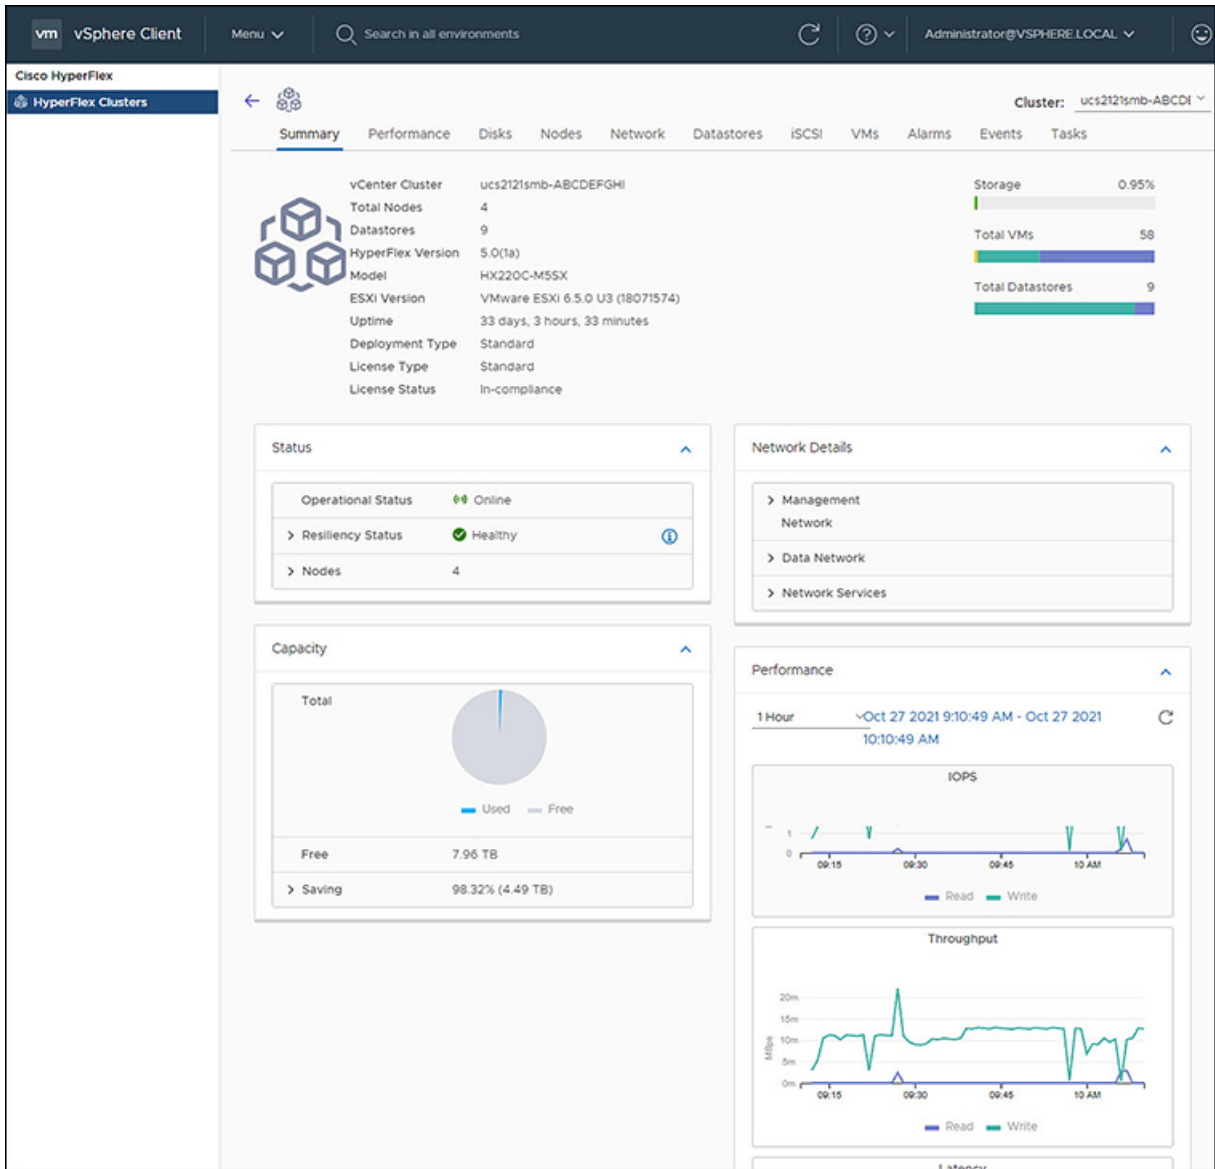 vm vSphere Client Menu Search in all environments Administrator@VSPHERE.LOCAL
Cisco HyperFlex
HyperFlex Clusters
Cluster: ucs2121smb-ABCDE
Summary Performance Disks Nodes Network Datastores iSCSI VMs Alarms Events Tasks
vCenter Cluster ucs2121smb-ABCDEFGHI
Total Nodes 4
Datastores 9
HyperFlex Version 5.0(1a)
Model HX220C-M5SX
ESXi Version VMware ESXi 6.5.0 U3 (18071574)
Uptime 33 days, 3 hours, 33 minutes
Deployment Type Standard
License Type Standard
License Status In-compliance
Storage 0.95%
Total VMs 58
Total Datastores 9
Status
Operational Status Online
Resiliency Status Healthy
Nodes 4
Network Details
Management
Network
Data Network
Network Services
Capacity
Total
Used Free
Free 7.96 TB
Saving 98.32% (4.49 TB)
Performance
1 Hour Oct 27 2021 9:10:49 AM - Oct 27 2021
10:10:49 AM
IOPS
1
0
09:15 09:30 09:45 10 AM
Read Write
Throughput
MBps
20m
15m
10m
5m
0m
09:15 09:30 09:45 10 AM
Read Write
Latency